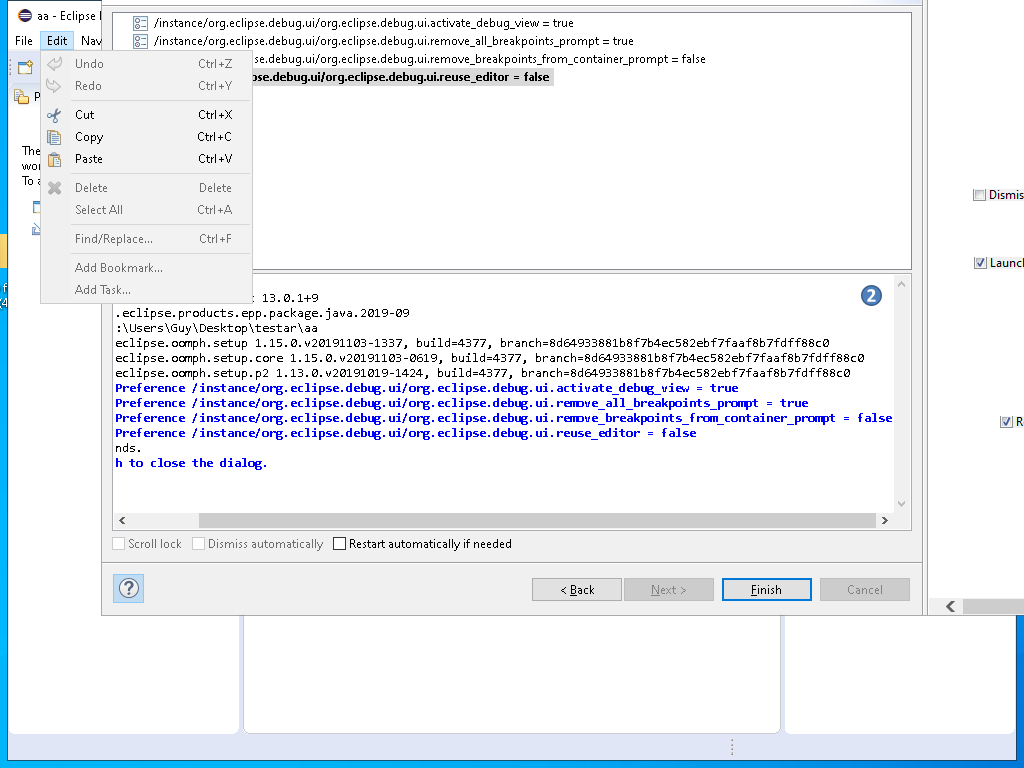 aa - Eclipse
File Edit Nav
/instance/org.eclipse.debug.ui/org.eclipse.debug.ui.activate_debug_view = true
/instance/org.eclipse.debug.ui/org.eclipse.debug.ui.remove_all_breakpoints_prompt = true
se.debug.ui/org.eclipse.debug.ui.remove_breakpoints_from_container_prompt = false
pse.debug.ui/org.eclipse.debug.ui.reuse_editor = false
Undo Ctrl+Z
Redo Ctrl+Y
Cut Ctrl+X
Copy Ctrl+C
Paste Ctrl+V
Delete Delete
Select All Ctrl+A
Find/Replace... Ctrl+F
Add Bookmark...
Add Task...
P
The
wor
To a
Dismis
Launch
R
2
: 13.0.1+9
.eclipse.products.epp.package.java.2019-09
:\Users\Guy\Desktop\testar\aa
eclipse.oomph.setup 1.15.0.v20191103-1337, build=4377, branch=8d64933881b8f7b4ec582ebf7faaf8b7fdff88c0
eclipse.oomph.setup.core 1.15.0.v20191103-0619, build=4377, branch=8d64933881b8f7b4ec582ebf7faaf8b7fdff88c0
eclipse.oomph.setup.p2 1.13.0.v20191019-1424, build=4377, branch=8d64933881b8f7b4ec582ebf7faaf8b7fdff88c0
Preference /instance/org.eclipse.debug.ui/org.eclipse.debug.ui.activate_debug_view = true
Preference /instance/org.eclipse.debug.ui/org.eclipse.debug.ui.remove_all_breakpoints_prompt = true
Preference /instance/org.eclipse.debug.ui/org.eclipse.debug.ui.remove_breakpoints_from_container_prompt = false
Preference /instance/org.eclipse.debug.ui/org.eclipse.debug.ui.reuse_editor = false
nds.
h to close the dialog.
Scroll lock Dismiss automatically Restart automatically if needed
? < Back Next > Finish Cancel